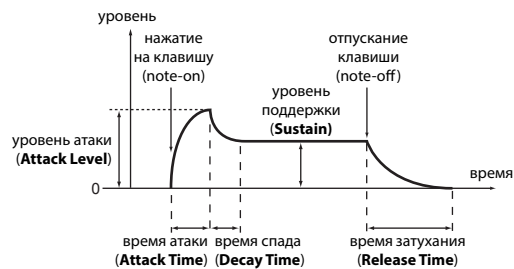 уровень
нажатие
на клавишу
(note-on)
отпускание
клавиши
(note-off)
уровень
поддержки
(Sustain)
уровень атаки
(Attack Level)
0
время
время атаки
(Attack Time)
время спада
(Decay Time)
время затухания
(Release Time)